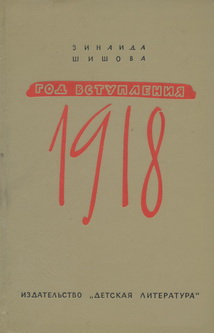 ЗИНАИДА
ШИШОВА
ГОД ВСТУПЛЕНИЯ
1918
ИЗДАТЕЛЬСТВО „ДЕТСКАЯ ЛИТЕРАТУРА“